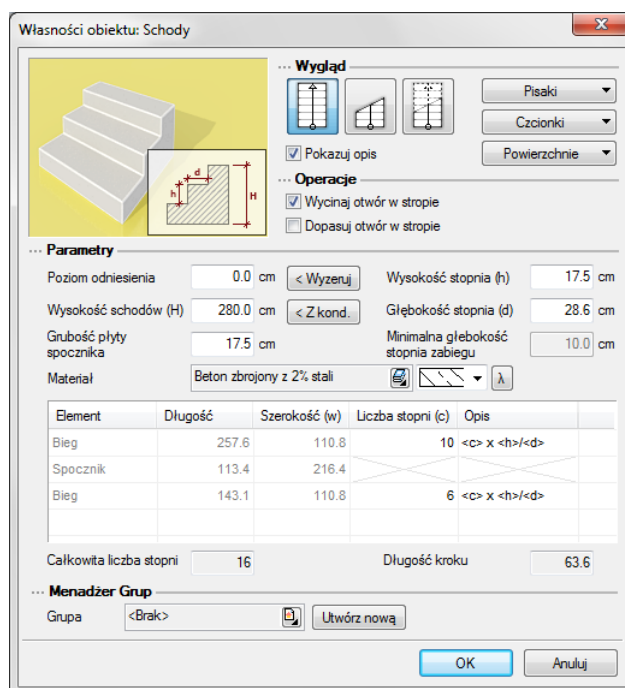 Własności obiektu: Schody
Wygląd
Pisaki
Czcionki
Pokazuj opis
Powierzchnie
Operacje
Wycinaj otwór w stropie
Dopasuj otwór w stropie
d
h
H
Parametry
Poziom odniesienia 0.0 cm < Wyzeruj Wysokość stopnia (h) 17.5 cm
Wysokość schodów (H) 280.0 cm < Z kond. Głębokość stopnia (d) 28.6 cm
Grubość płyty spocznika 17.5 cm Minimalna głebokość stopnia zabiegu 10.0 cm
Materiał Beton zbrojony z 2% stali λ
Element Długość Szerokość (w) Liczba stopni (c) Opis
Bieg 257.6 110.8 10 <c> x <h>/<d>
Spocznik 113.4 216.4
Bieg 143.1 110.8 6 <c> x <h>/<d>
Całkowita liczba stopni 16 Długość kroku 63.6
Menadżer Grup
Grupa <Brak> Utwórz nową
OK Anuluj